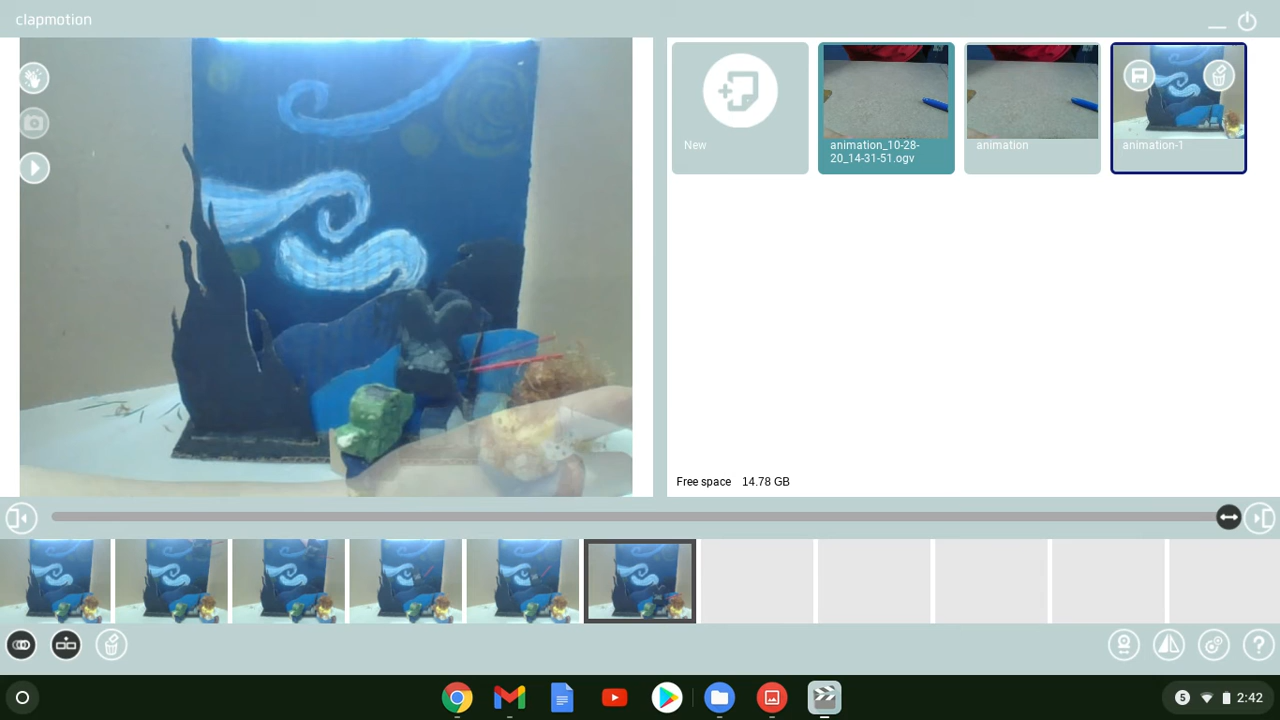 clapmotion
New
animation_10-28-
20_14-31-51.ogv
animation
animation-1
Free space 14.78 GB
?
5 2:42